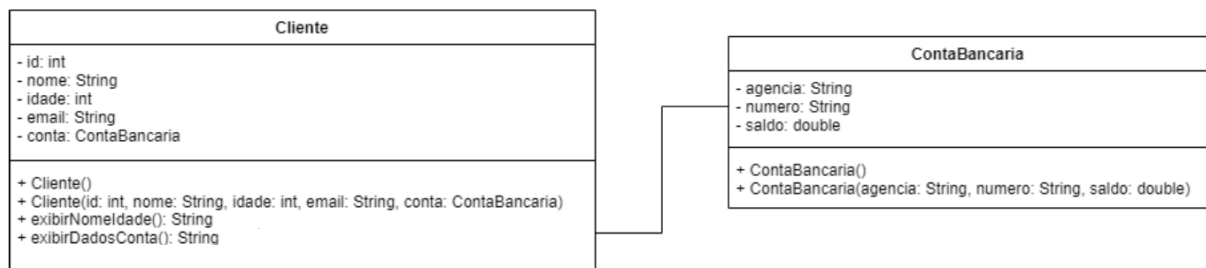 Cliente
- id: int
- nome: String
- idade: int
- email: String
- conta: ContaBancaria
+ Cliente()
+ Cliente(id: int, nome: String, idade: int, email: String, conta: ContaBancaria)
+ exibirNomeIdade(): String
+ exibirDadosConta(): String
ContaBancaria
- agencia: String
- numero: String
- saldo: double
+ ContaBancaria()
+ ContaBancaria(agencia: String, numero: String, saldo: double)